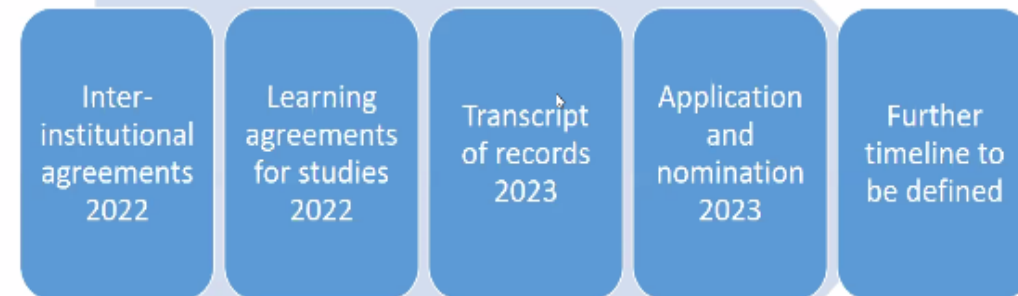 Inter-
institutional
agreements
2022
Learning
agreements
for studies
2022
Transcript
of records
2023
Application
and
nomination
2023
Further
timeline to
be defined